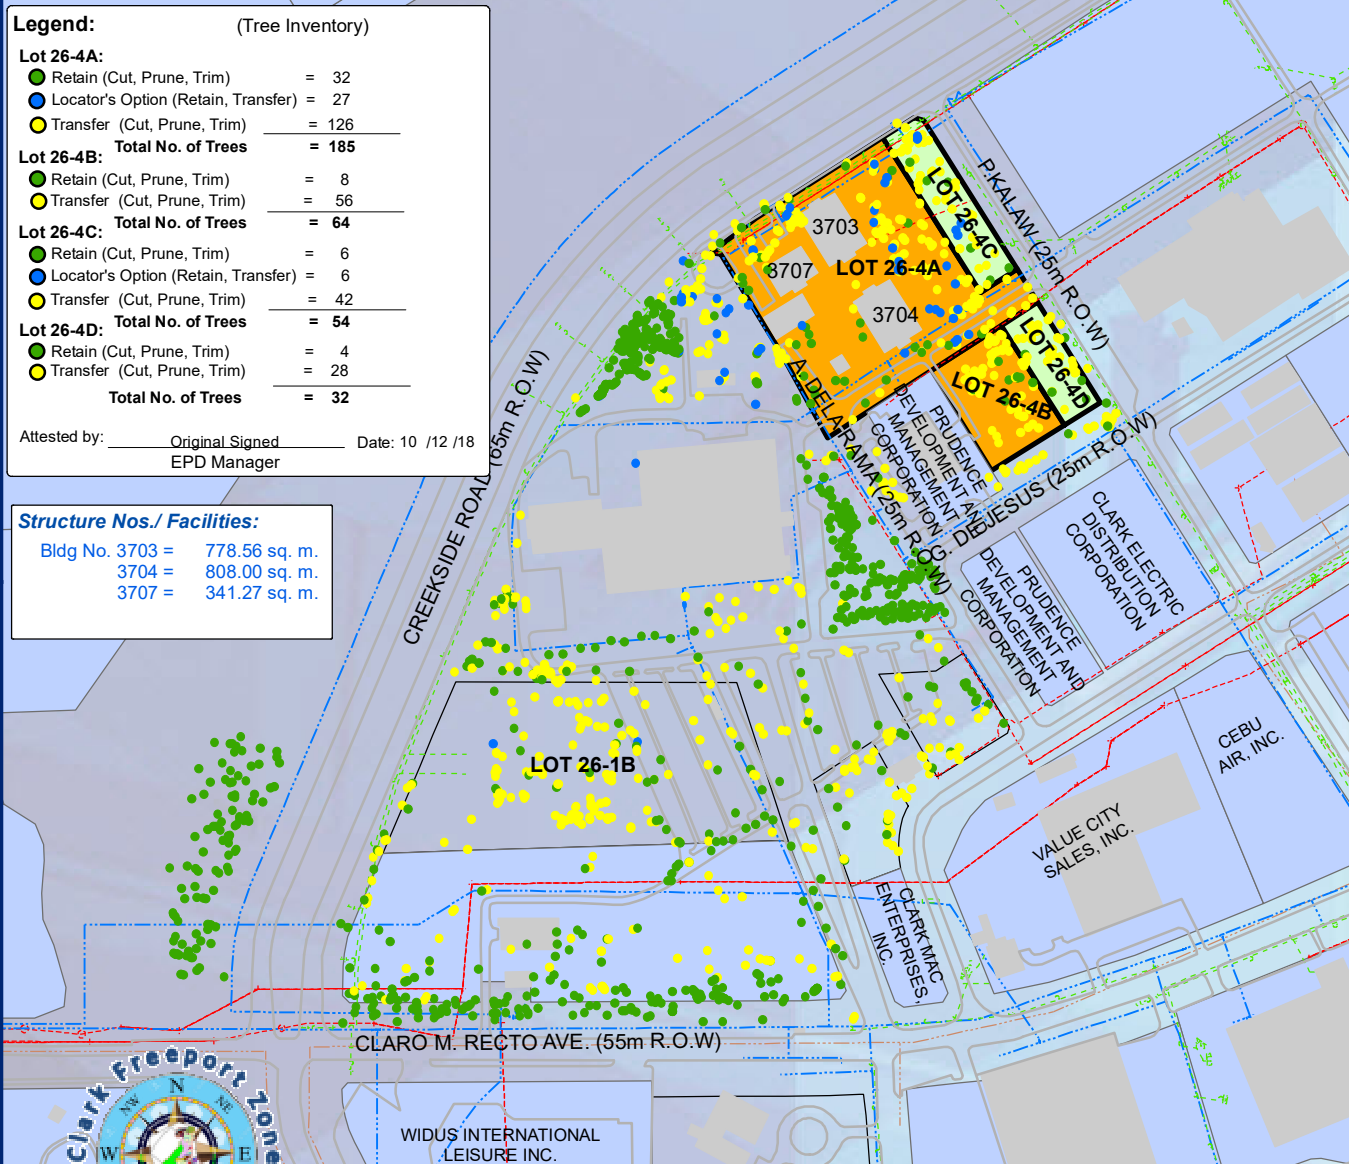 Legend:
(Tree Inventory)
Lot 26-4A:
Retain (Cut, Prune, Trim) = 32
Locator's Option (Retain, Transfer) = 27
Transfer (Cut, Prune, Trim) = 126
Total No. of Trees = 185
Lot 26-4B:
Retain (Cut, Prune, Trim) = 8
Transfer (Cut, Prune, Trim) = 56
Total No. of Trees = 64
Lot 26-4C:
Retain (Cut, Prune, Trim) = 6
Locator's Option (Retain, Transfer) = 6
Transfer (Cut, Prune, Trim) = 42
Total No. of Trees = 54
Lot 26-4D:
Retain (Cut, Prune, Trim) = 4
Transfer (Cut, Prune, Trim) = 28
Total No. of Trees = 32
Attested by: Original Signed Date: 10 /12 /18
EPD Manager
Structure Nos./ Facilities:
Bldg No. 3703 = 778.56 sq. m.
3704 = 808.00 sq. m.
3707 = 341.27 sq. m.
3703
3707
3704
LOT 26-4A
LOT 26-4C
LOT 26-4B
LOT 26-4D
P.KALAW (25m R.O.W)
A. DELA RAMA (25m R.O.W)
G. DE JESUS (25m R.O.W)
CREEKSIDE ROAD (65m R.O.W)
PRUDENCE
DEVELOPMENT AND
MANAGEMENT
CORPORATION
PRUDENCE
DEVELOPMENT AND
MANAGEMENT
CORPORATION
CLARK ELECTRIC
DISTRIBUTION
CORPORATION
CEBU
AIR, INC.
VALUE CITY
SALES, INC.
LOT 26-1B
CLARK MAC
ENTERPRISES,
INC.
CLARO M. RECTO AVE. (55m R.O.W)
WIDUS INTERNATIONAL
LEISURE INC.
Clark Freeport Zone
N
NW
NE
W
E